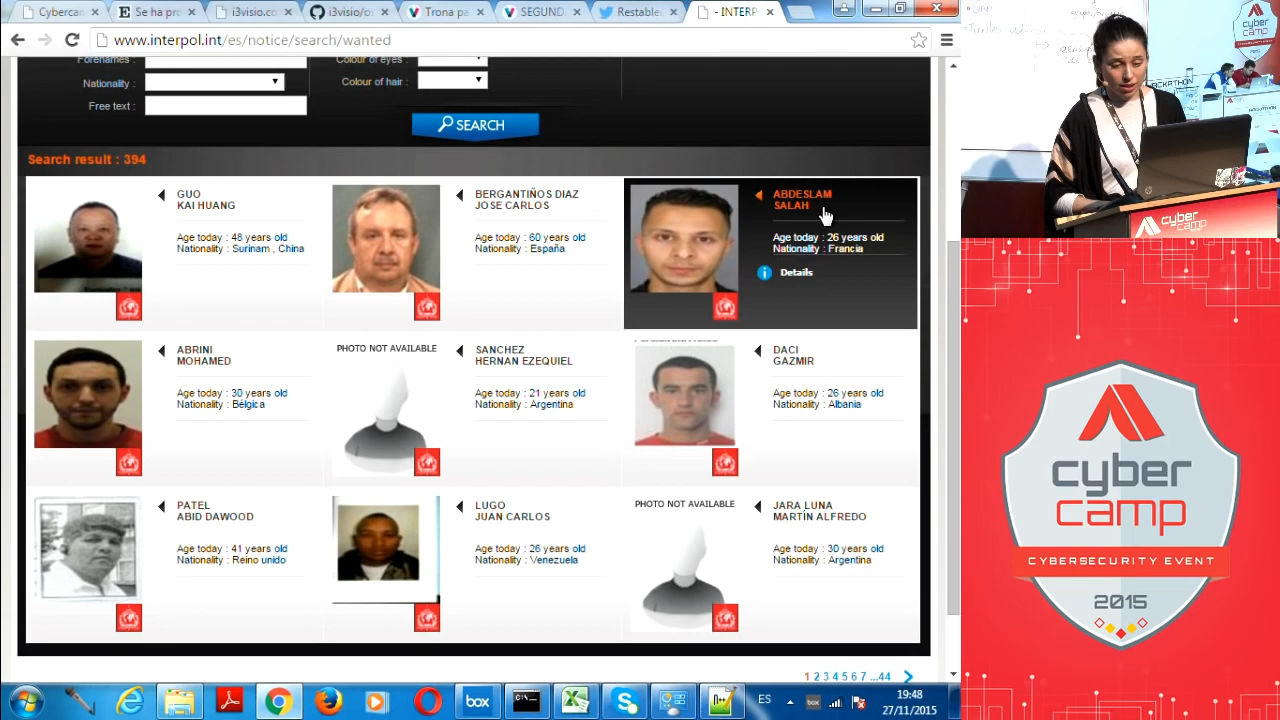 Cybercan
Se ha pro
i3visio.co
i3visio/os
Trona pa
SEGUND
Restable
- INTERP
www.interpol.int/es/notice/search/wanted
Forenames :
Nationality :
Free text :
Colour of eyes :
Colour of hair :
SEARCH
Search result : 394
GUO
KAI HUANG
Age today : 48 years old
Nationality : Surinam , China
BERGANTIÑOS DIAZ
JOSE CARLOS
Age today : 60 years old
Nationality : España
ABDESLAM
SALAH
Age today : 26 years old
Nationality : Francia
Details
ABRINI
MOHAMED
Age today : 30 years old
Nationality : Bélgica
PHOTO NOT AVAILABLE
SANCHEZ
HERNAN EZEQUIEL
Age today : 21 years old
Nationality : Argentina
DACI
GAZMIR
Age today : 26 years old
Nationality : Albania
PATEL
ABID DAWOOD
Age today : 41 years old
Nationality : Reino unido
LUGO
JUAN CARLOS
Age today : 26 years old
Nationality : Venezuela
PHOTO NOT AVAILABLE
JARA LUNA
MARTÍN ALFREDO
Age today : 30 years old
Nationality : Argentina
1 2 3 4 5 6 7 ...44
box
ES
box
19:48
27/11/2015
cyber
camp
HACKATHON
CYBER
CAMP
cyber
camp
CYBERSECURITY EVENT
2015